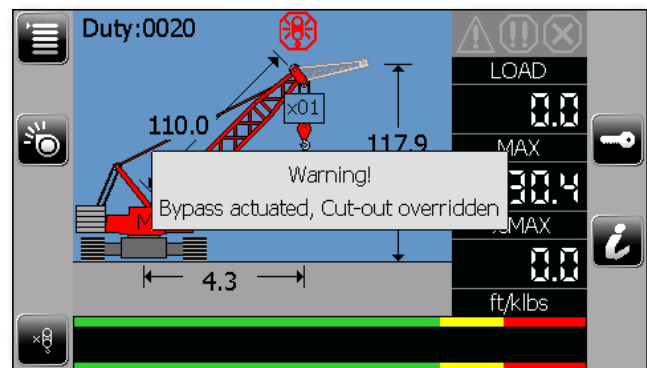 Duty:0020
LOAD
0.0
x01
110.0
117.9
MAX
Warning!
Bypass actuated, Cut-out overridden
M
MAX
0.0
4.3
ft/klbs
×